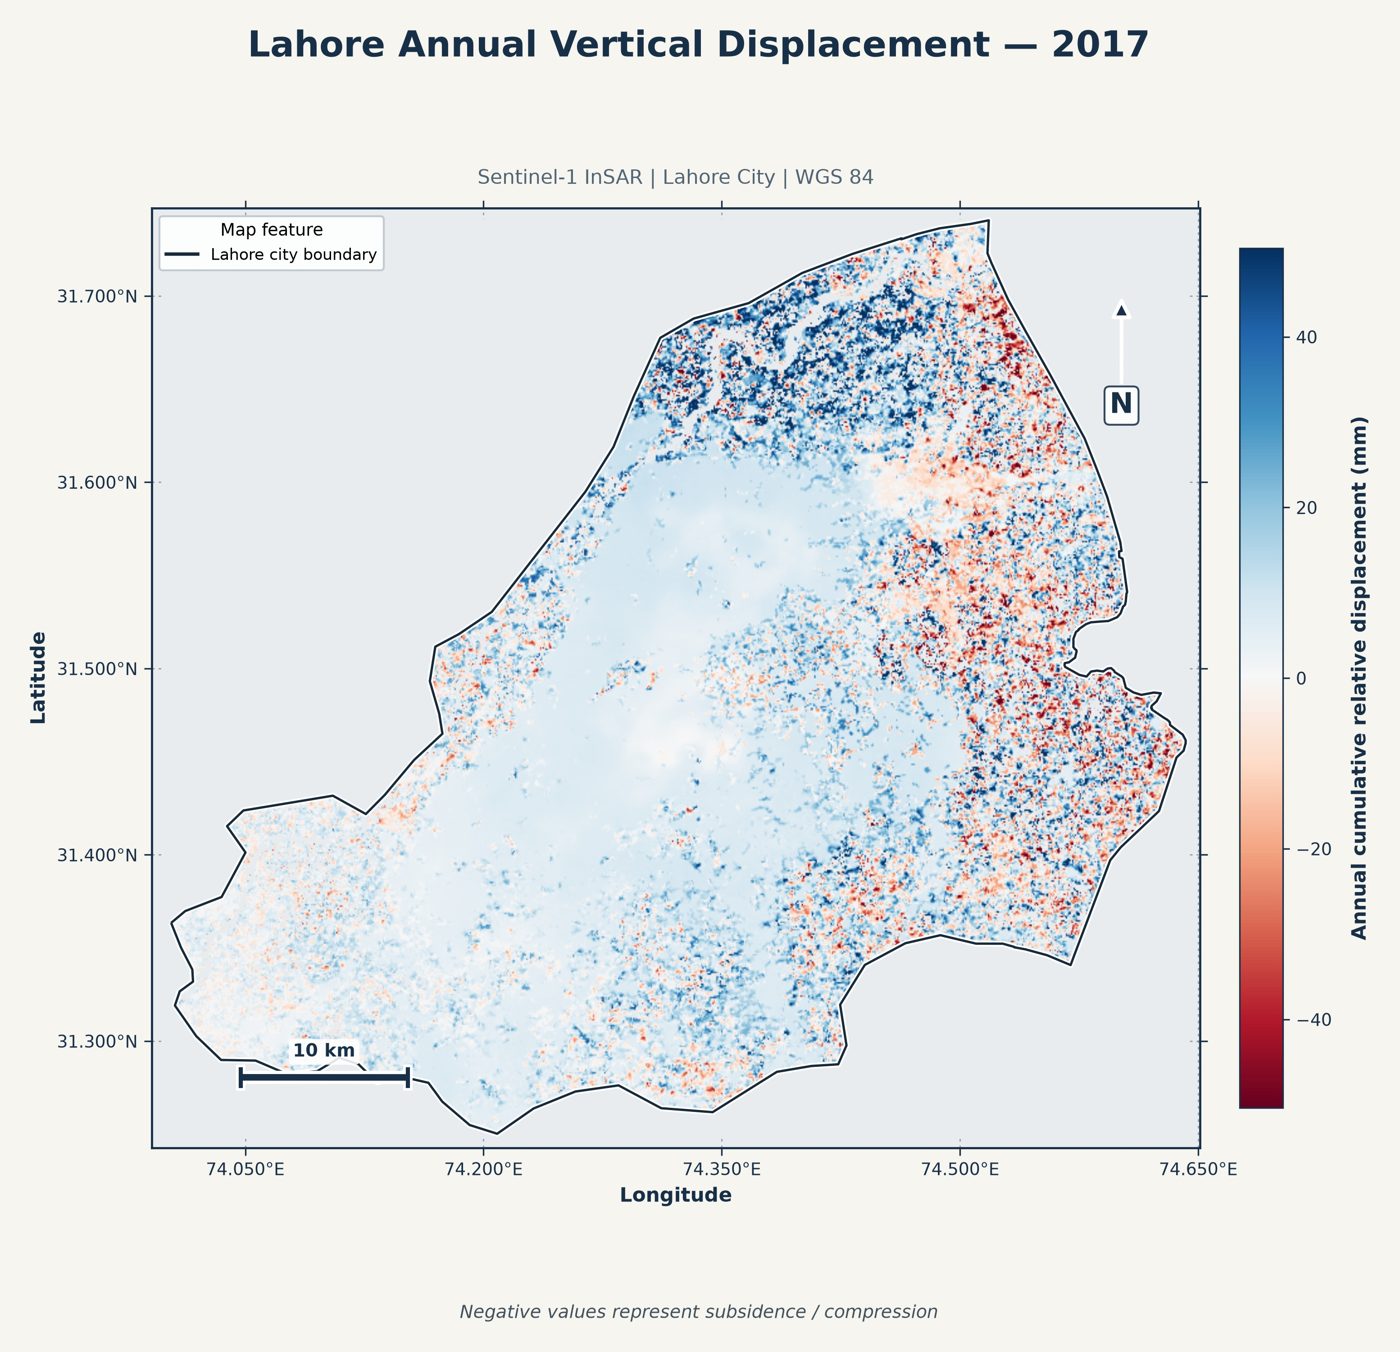 Lahore Annual Vertical Displacement — 2017
Sentinel-1 InSAR | Lahore City | WGS 84
Map feature
Lahore city boundary
31.700°N
31.600°N
31.500°N
31.400°N
31.300°N
Latitude
N
10 km
74.050°E
74.200°E
74.350°E
74.500°E
74.650°E
Longitude
40
20
0
−20
−40
Annual cumulative relative displacement (mm)
Negative values represent subsidence / compression